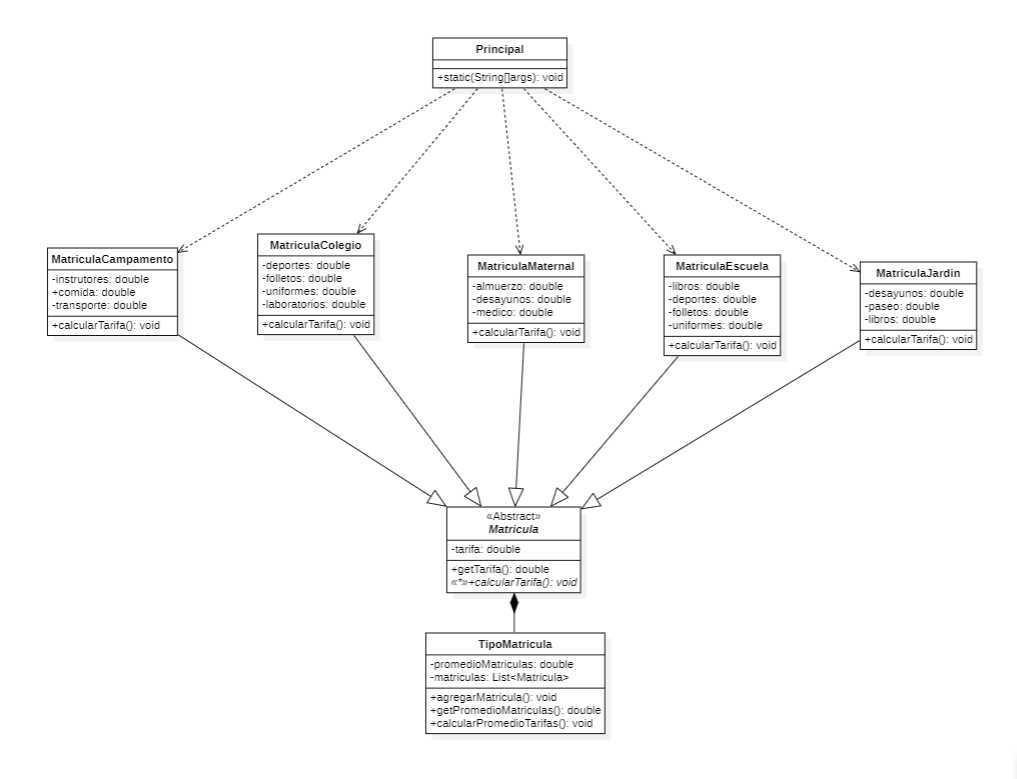 Principal
+static(String[]args): void
MatriculaCampamento
-instrutores: double
+comida: double
-transporte: double
+calcularTarifa(): void
MatriculaColegio
-deportes: double
-folletos: double
-uniformes: double
-laboratorios: double
+calcularTarifa(): void
MatriculaMaternal
-almuerzo: double
-desayunos: double
-medico: double
+calcularTarifa(): void
MatriculaEscuela
-libros: double
-deportes: double
-folletos: double
-uniformes: double
+calcularTarifa(): void
MatriculaJardin
-desayunos: double
-paseo: double
-libros: double
+calcularTarifa(): void
«Abstract»
Matricula
-tarifa: double
+getTarifa(): double
«*»+calcularTarifa(): void
TipoMatricula
-promedioMatriculas: double
-matriculas: List<Matricula>
+agregarMatricula(): void
+getPromedioMatriculas(): double
+calcularPromedioTarifas(): void